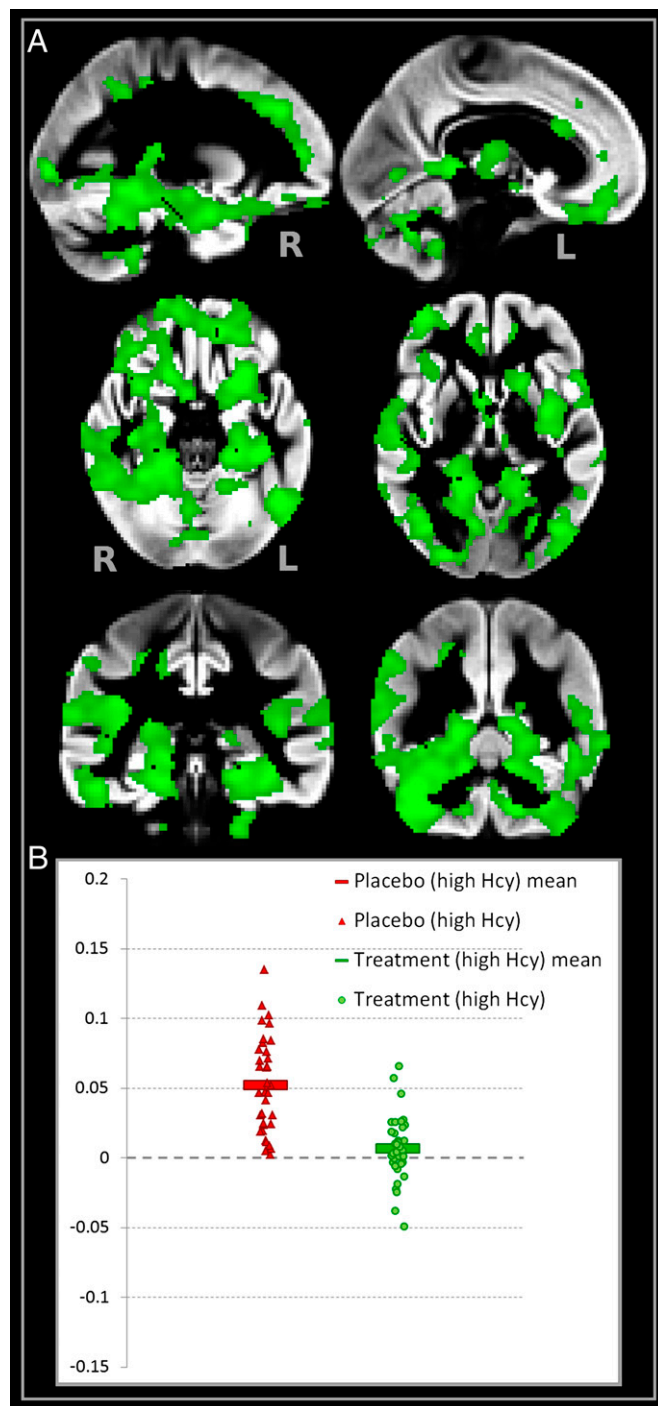 A
R
L
R
L
B
0.2
Placebo (high Hcy) mean
0.15
Placebo (high Hcy)
Treatment (high Hcy) mean
0.1
Treatment (high Hcy)
0.05
0
-0.05
-0.1
-0.15